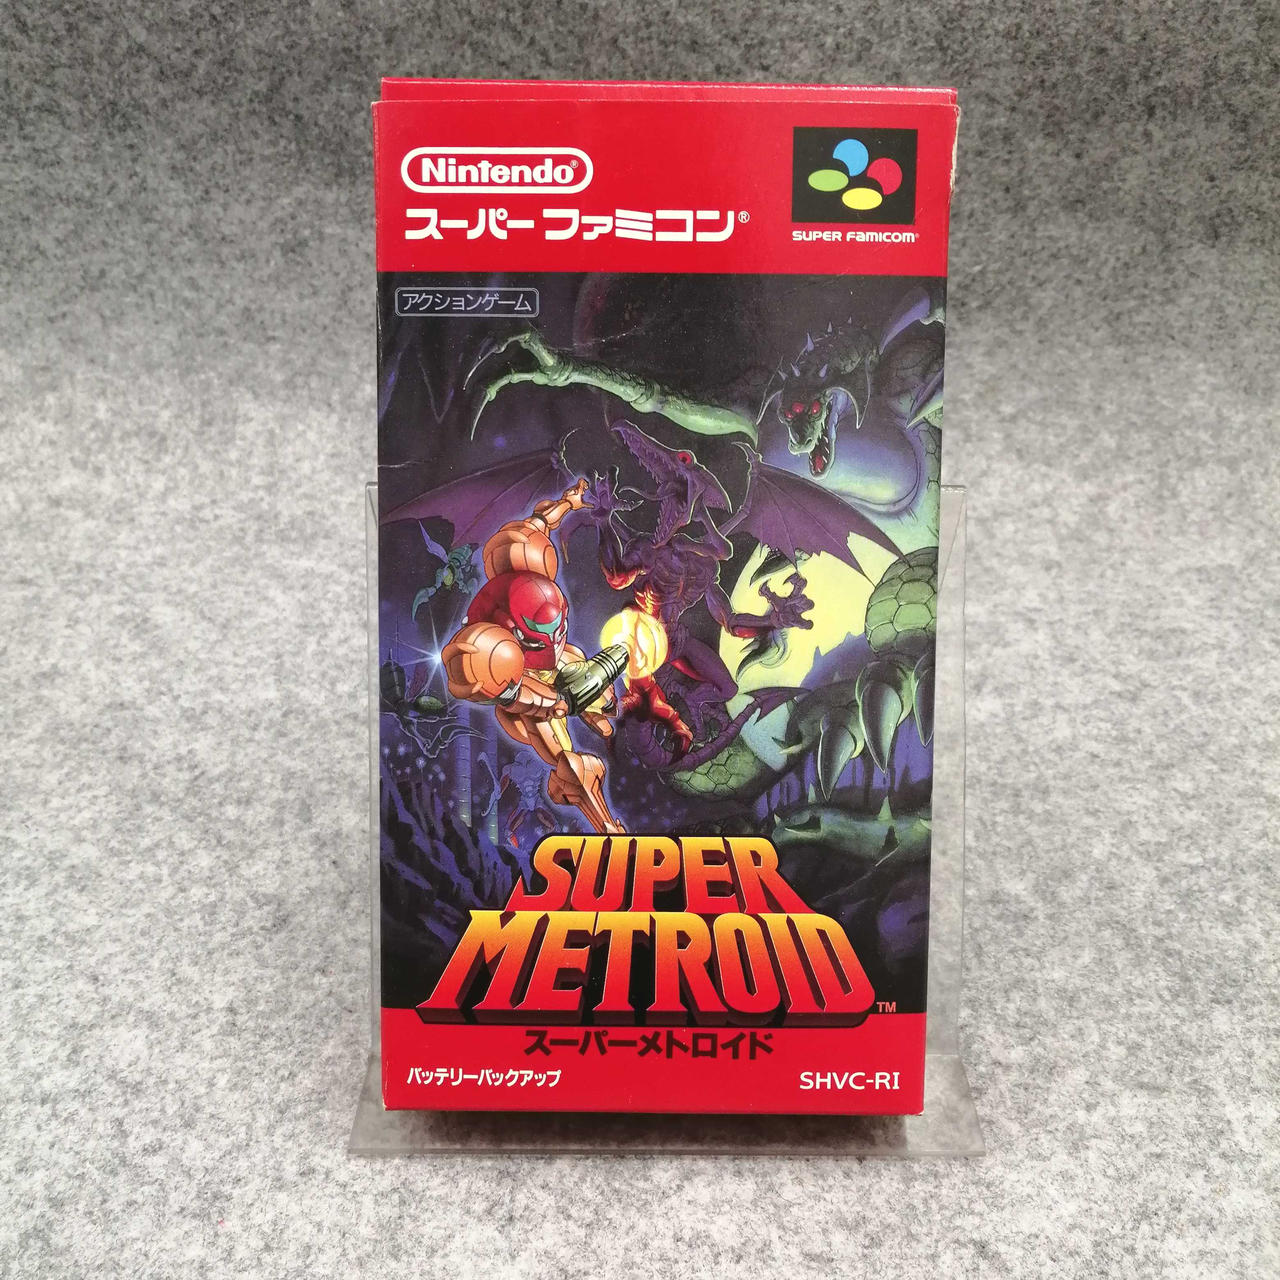 Nintendo®
スーパーファミコン®
SUPER FAMICOM®
アクションゲーム
SUPER
METROID™
スーパーメトロイド
バッテリーバックアップ
SHVC-RI